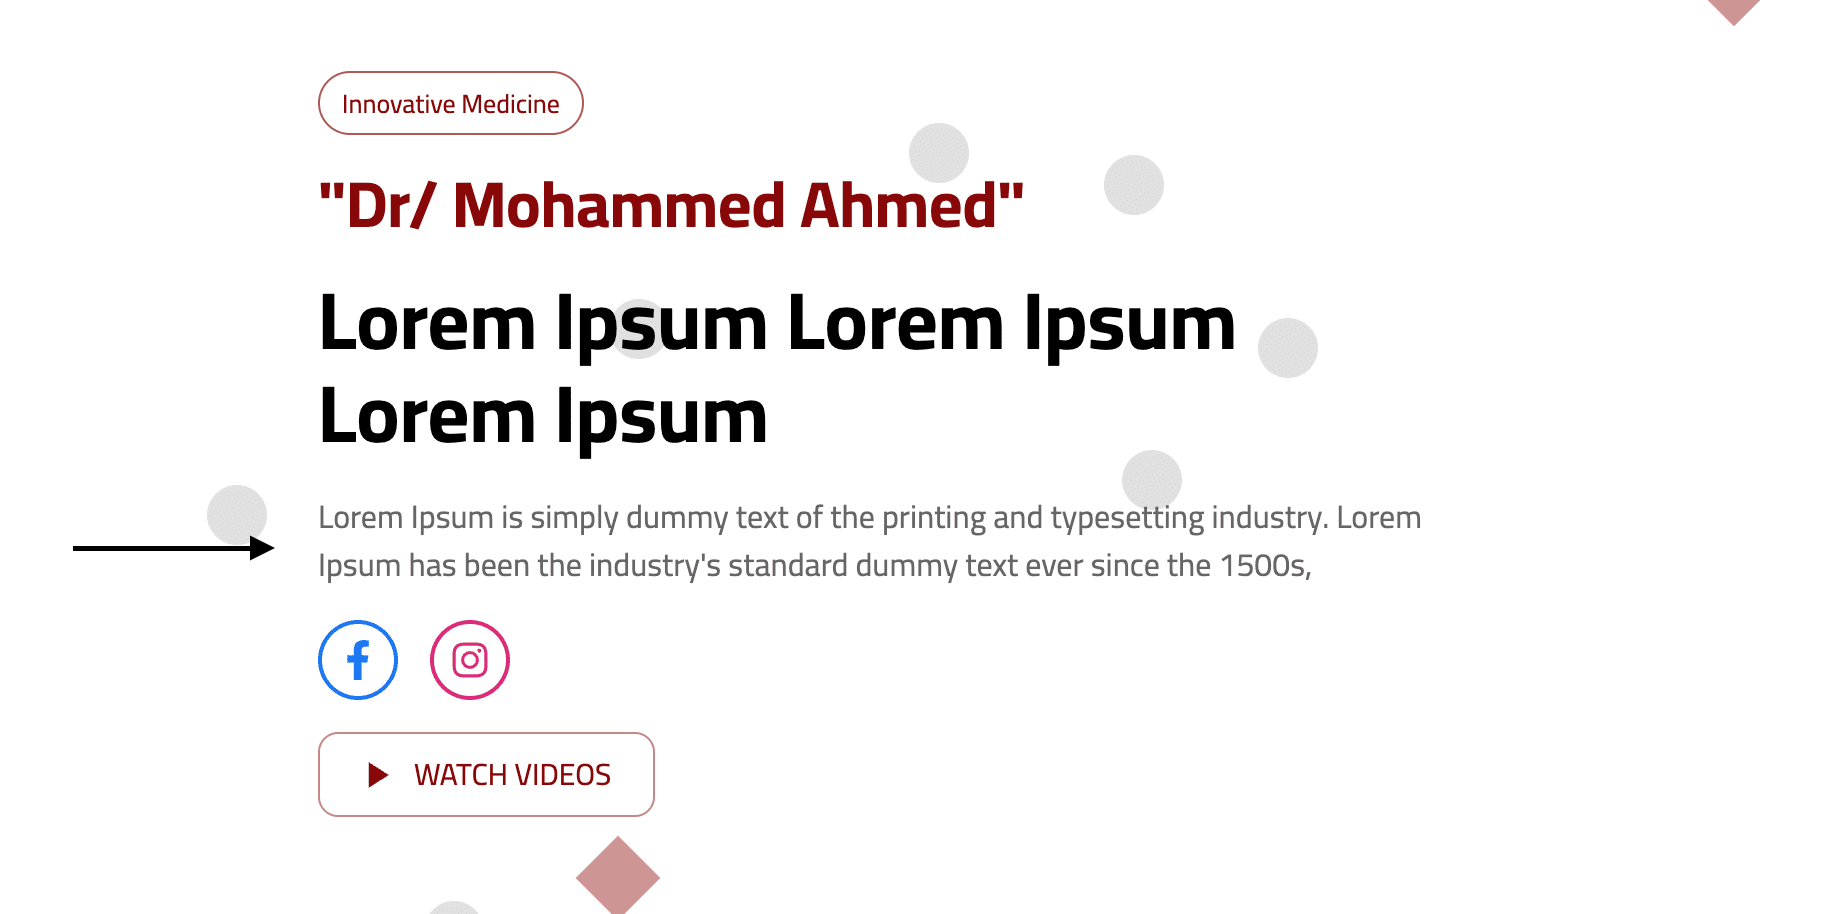 Innovative Medicine
"Dr/ Mohammed Ahmed"
Lorem Ipsum Lorem Ipsum
Lorem Ipsum
Lorem Ipsum is simply dummy text of the printing and typesetting industry. Lorem
Ipsum has been the industry's standard dummy text ever since the 1500s,
WATCH VIDEOS